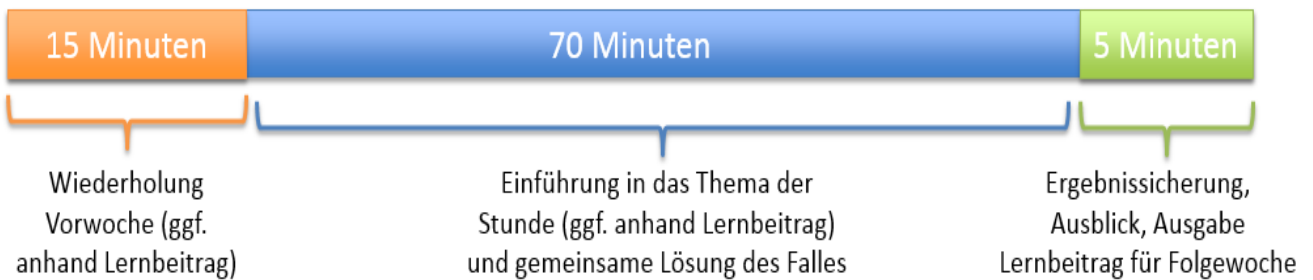 15 Minuten
70 Minuten
5 Minuten
Wiederholung
Vorwoche (ggf.
anhand Lernbeitrag)
Einführung in das Thema der
Stunde (ggf. anhand Lernbeitrag)
und gemeinsame Lösung des Falles
Ergebnissicherung,
Ausblick, Ausgabe
Lernbeitrag für Folgewoche